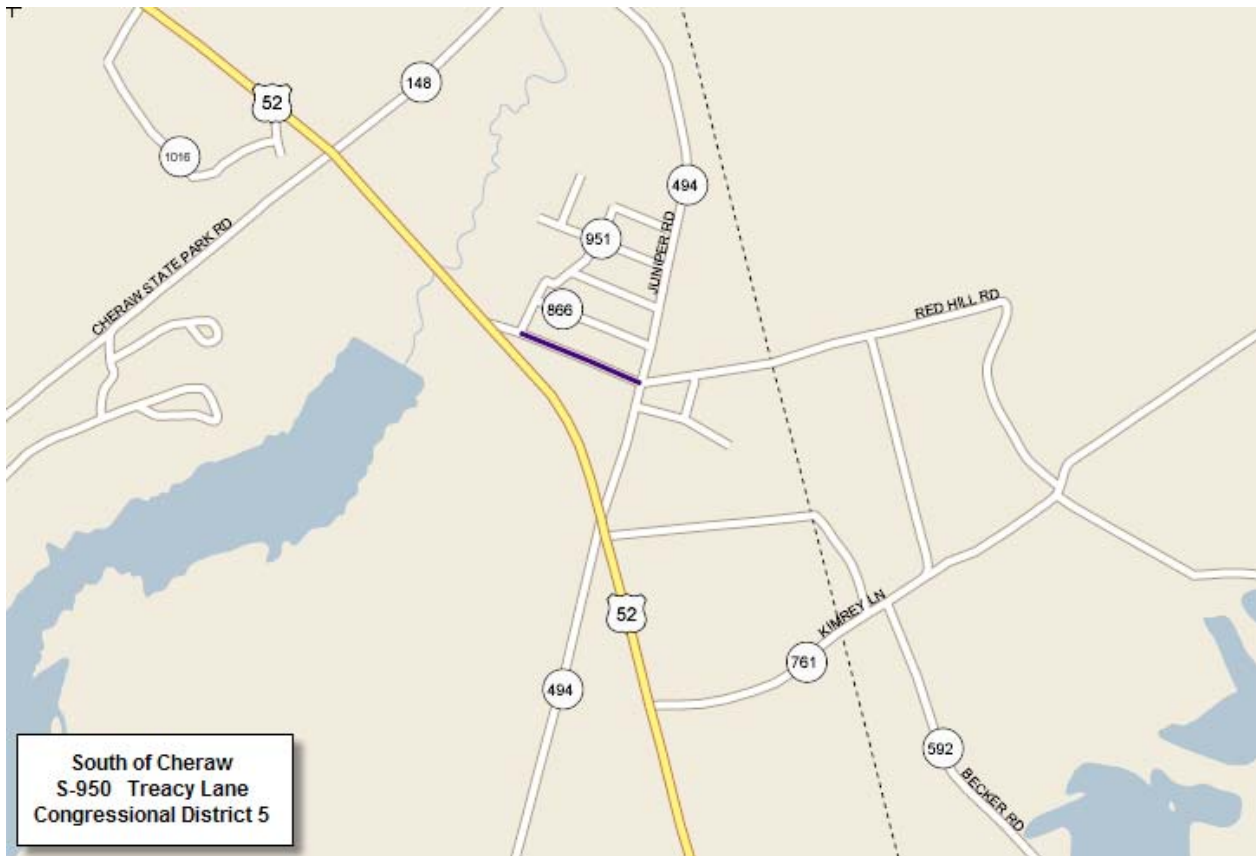 148
52
1016
494
951
JUNIPER RD
CHERAW STATE PARK RD
866
RED HILL RD
52
KIMREY LN
761
494
592
BECKER RD
South of Cheraw
S-950 Treacy Lane
Congressional District 5